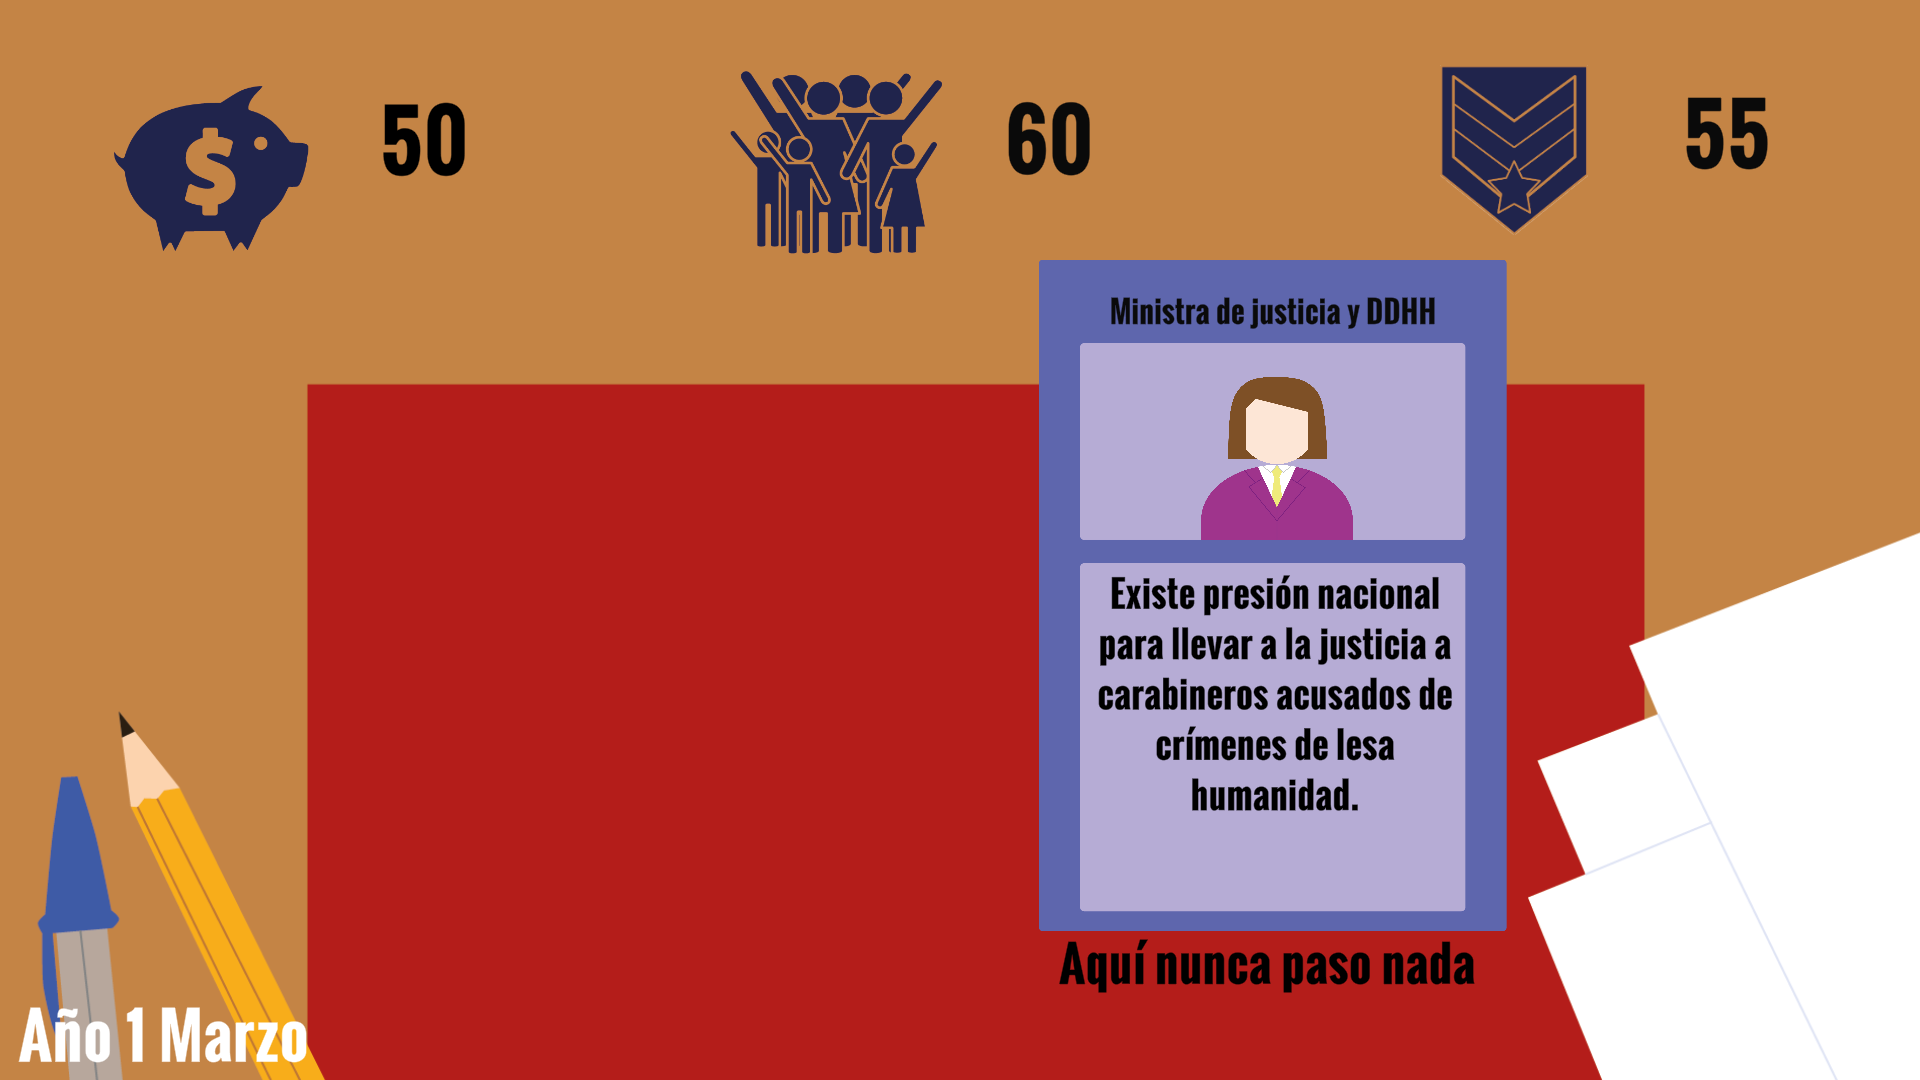 50
60
55
Ministra de justicia y DDHH
Existe presión nacional
para llevar a la justicia a
carabineros acusados de
crímenes de lesa
humanidad.
Aquí nunca paso nada
Año 1 Marzo